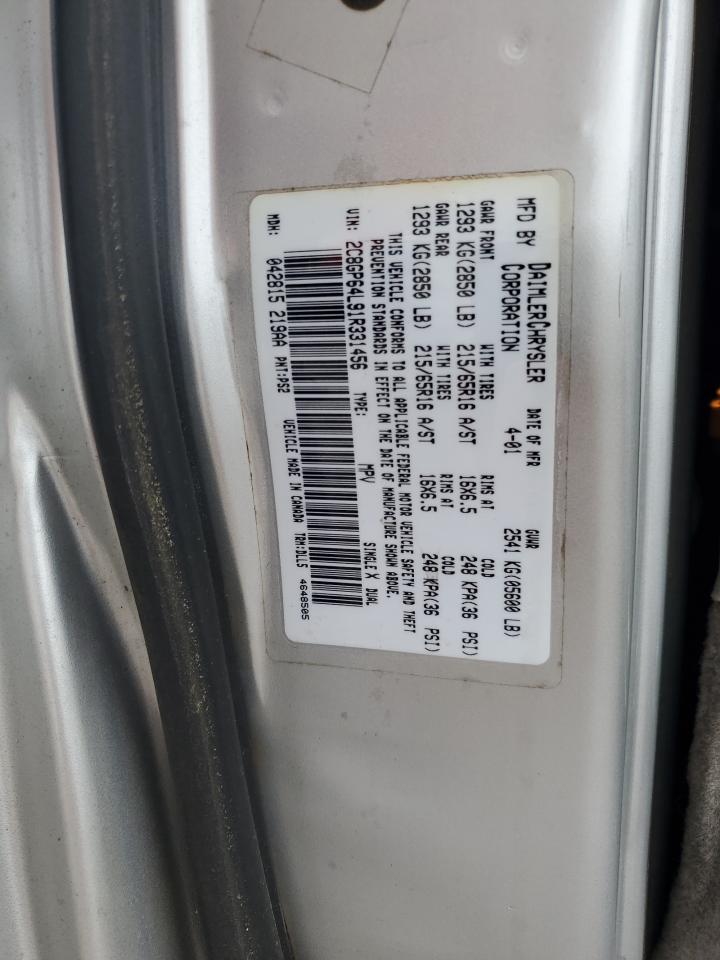 MFD BY DAIMLERCHRYSLER CORPORATION DATE OF MFR 4-01 GVWR 2541 KG(05600 LB)
GAWR FRONT WITH TIRES RIMS AT COLD
1293 KG(2850 LB) 215/65R16 A/ST 16X6.5 248 KPA(36 PSI)
GAWR REAR WITH TIRES RIMS AT COLD
1293 KG(2850 LB) 215/65R16 A/ST 16X6.5 248 KPA(36 PSI)
THIS VEHICLE CONFORMS TO ALL APPLICABLE FEDERAL MOTOR VEHICLE SAFETY AND THEFT
PREVENTION STANDARDS IN EFFECT ON THE DATE OF MANUFACTURE SHOWN ABOVE.
VIN: 2C8GP64L91R331456 TYPE: MPV SINGLE X DUAL
MDH: 042815 219AA PNT:PS2 VEHICLE MADE IN CANADA TRM:DLL5 4648505